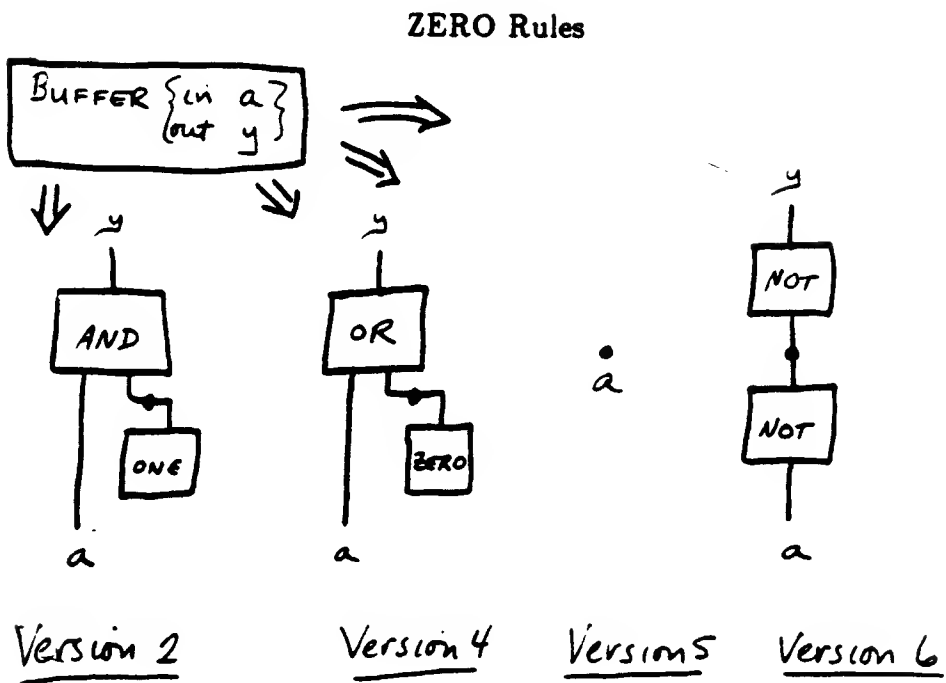 ZERO Rules
BUFFER { in a }
{ out y }
y
y
y
AND
OR
NOT
a
ONE
ZERO
NOT
a
a
a
Version 2
Version 4
Version 5
Version 6